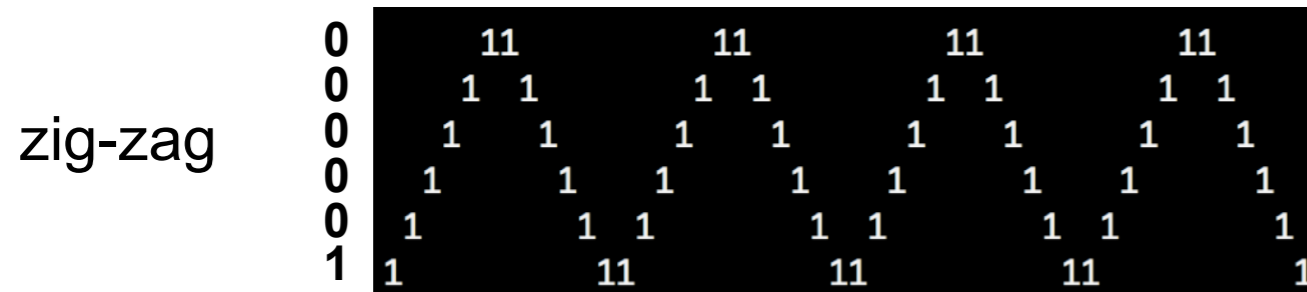 0      11          11          11          11
0     1  1        1  1        1  1        1  1
zig-zag 0    1    1      1    1      1    1      1    1
0   1      1    1      1    1      1    1      1
0  1        1  1        1  1        1  1        1
1 1          11          11          11          1